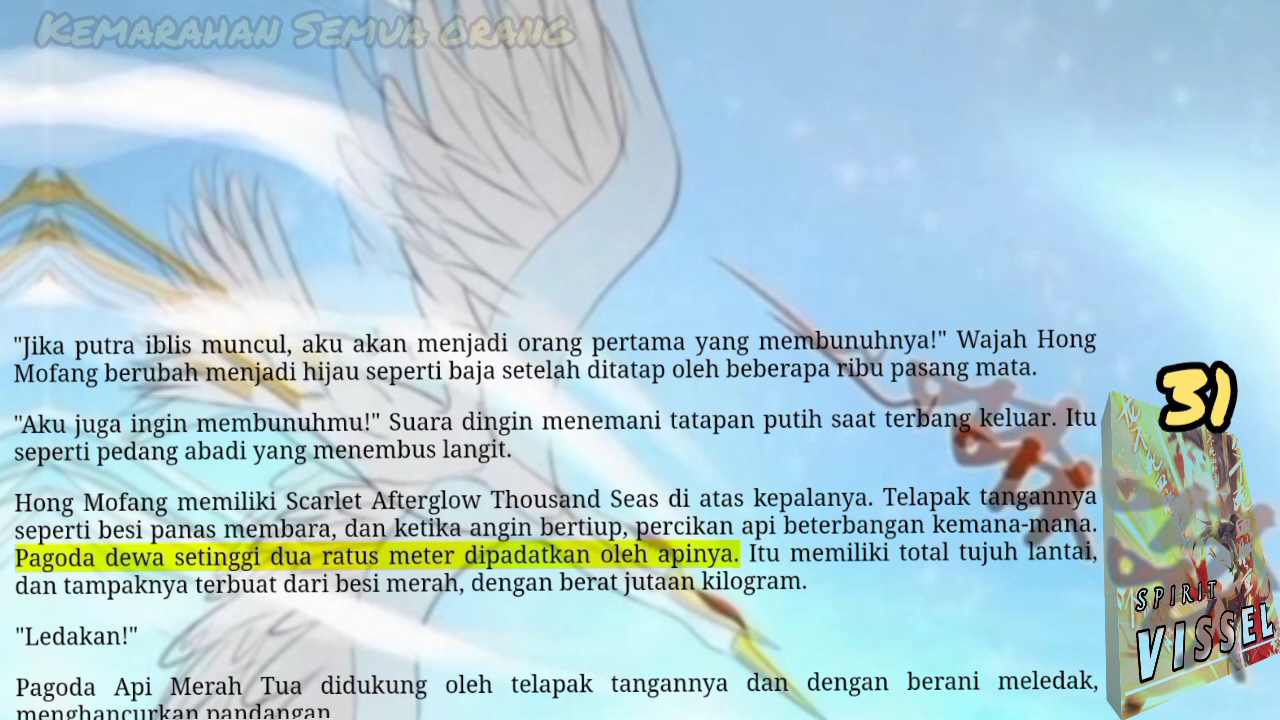 Kemarahan Semua orang
"Jika putra iblis muncul, aku akan menjadi orang pertama yang membunuhnya!" Wajah Hong
Mofang berubah menjadi hijau seperti baja setelah ditatap oleh beberapa ribu pasang mata.
"Aku juga ingin membunuhmu!" Suara dingin menemani tatapan putih saat terbang keluar. Itu
seperti pedang abadi yang menembus langit.
Hong Mofang memiliki Scarlet Afterglow Thousand Seas di atas kepalanya. Telapak tangannya
seperti besi panas membara, dan ketika angin bertiup, percikan api beterbangan kemana-mana.
Pagoda dewa setinggi dua ratus meter dipadatkan oleh apinya. Itu memiliki total tujuh lantai,
dan tampaknya terbuat dari besi merah, dengan berat jutaan kilogram.
"Ledakan!"
Pagoda Api Merah Tua didukung oleh telapak tangannya dan dengan berani meledak,
menghancurkan pandangan
31
SPIRIT
VISSEL